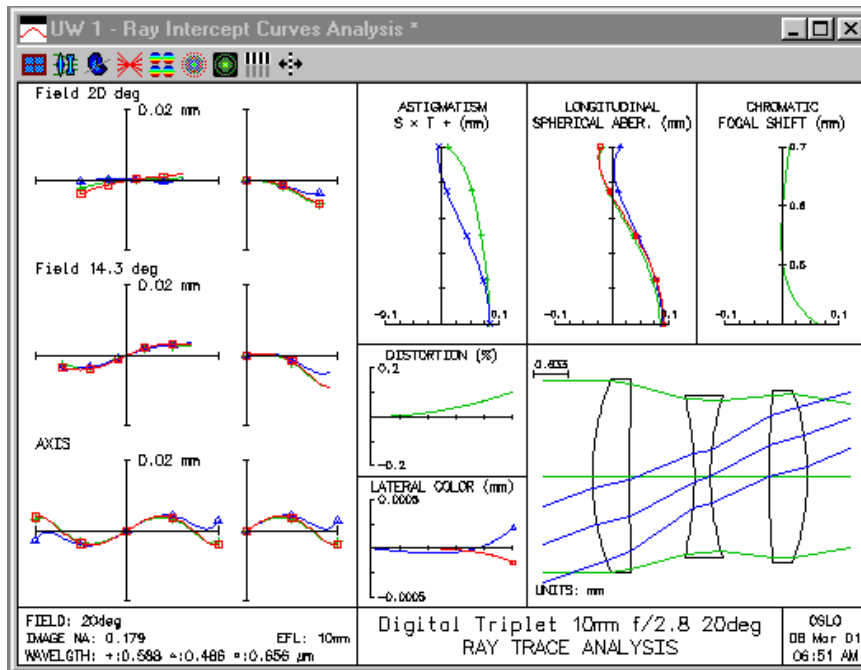 UW 1 - Ray Intercept Curves Analysis *
Field 20 deg
0.02 mm
Field 14.3 deg
0.02 mm
AXIS
0.02 mm
ASTIGMATISM
S × T + (mm)
-0.1
0.1
LONGITUDINAL
SPHERICAL ABER. (mm)
-0.1
0.1
CHROMATIC
FOCAL SHIFT (mm)
0.7
0.6
0.5
-0.1
0.1
DISTORTION (%)
0.2
-0.2
LATERAL COLOR (mm)
0.0005
-0.0005
UNITS: mm
FIELD: 20deg
IMAGE NA: 0.179 EFL: 10mm
WAVELGTH: +:0.588 ▵:0.486 ▫:0.656 µm
Digital Triplet 10mm f/2.8 20deg
RAY TRACE ANALYSIS
OSLO
08 Mar 01
06:51 AM